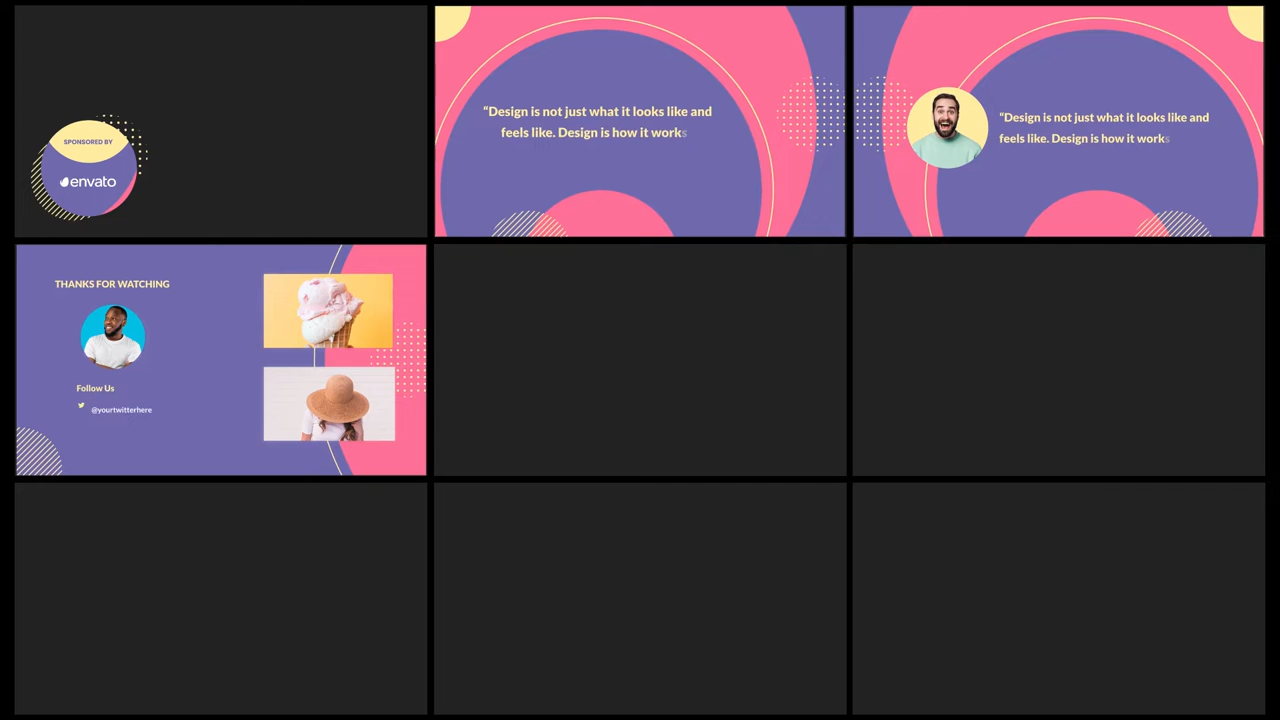 SPONSORED BY
envato
“Design is not just what it looks like and
feels like. Design is how it works
“Design is not just what it looks like and
feels like. Design is how it works
THANKS FOR WATCHING
Follow Us
@yourtwitterhere